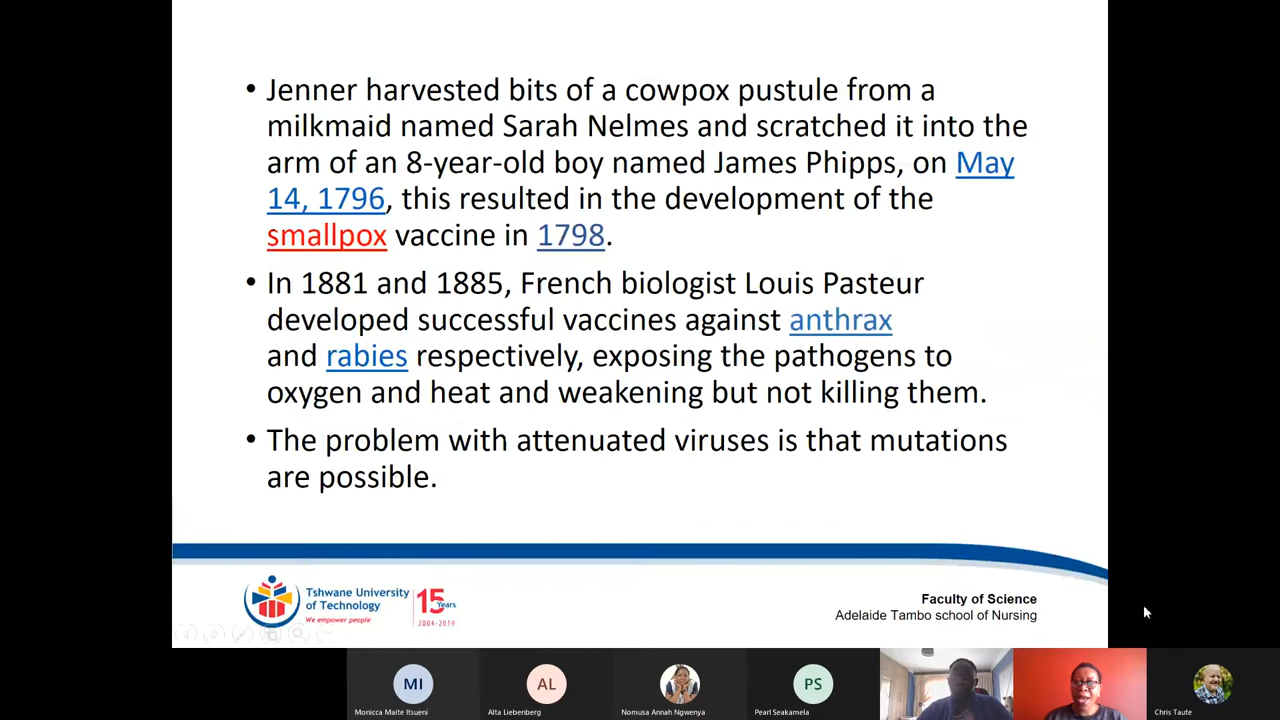 • Jenner harvested bits of a cowpox pustule from a
milkmaid named Sarah Nelmes and scratched it into the
arm of an 8-year-old boy named James Phipps, on May
14, 1796, this resulted in the development of the
smallpox vaccine in 1798.
• In 1881 and 1885, French biologist Louis Pasteur
developed successful vaccines against anthrax
and rabies respectively, exposing the pathogens to
oxygen and heat and weakening but not killing them.
• The problem with attenuated viruses is that mutations
are possible.
Tshwane University
of Technology
We empower people
15 Years
2004-2019
Faculty of Science
Adelaide Tambo school of Nursing
MI
AL
PS
Monicca Maite Itsueni
Alta Liebenberg
Nomusa Annah Ngwenya
Pearl Seakamela
Chris Taute